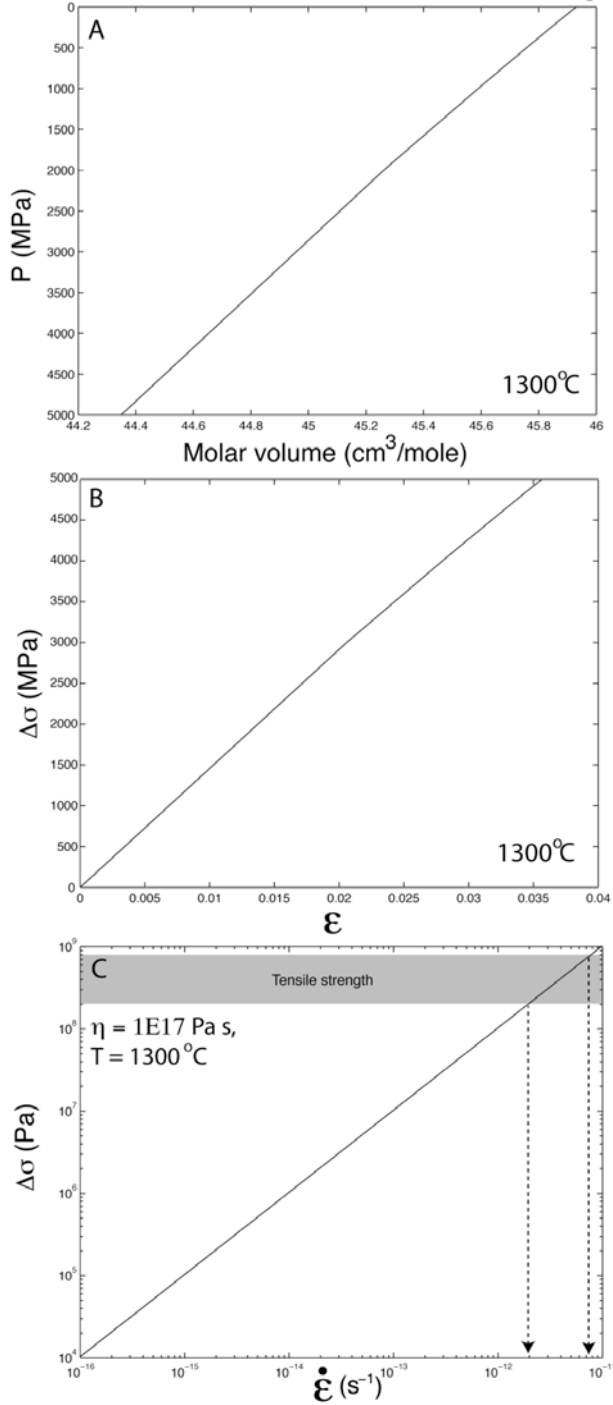 A
0
500
1000
1500
2000
2500
3000
3500
4000
4500
5000
P (MPa)
1300°C
44.2 44.4 44.6 44.8 45 45.2 45.4 45.6 45.8 46
Molar volume (cm³/mole)
B
5000
4500
4000
3500
3000
2500
2000
1500
1000
500
0
Δσ (MPa)
1300°C
0 0.005 0.01 0.015 0.02 0.025 0.03 0.035 0.04
ε
C
10⁹
10⁸
10⁷
10⁶
10⁵
10⁴
Δσ (Pa)
Tensile strength
η = 1E17 Pa s,
T = 1300 °C
10⁻¹⁶ 10⁻¹⁵ 10⁻¹⁴ 10⁻¹³ 10⁻¹² 10⁻¹
ε̇ (s⁻¹)